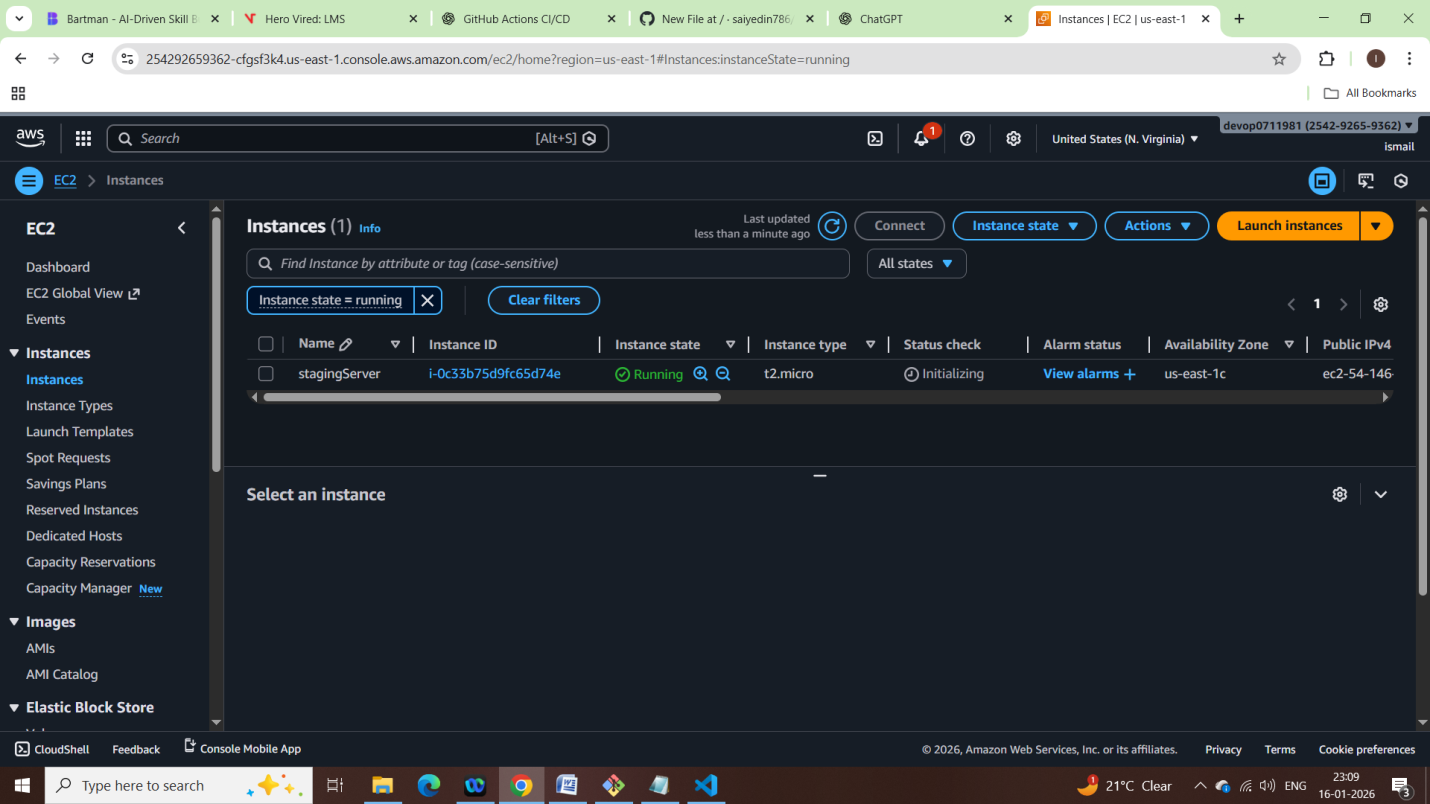 Bartman - AI-Driven Skill B
Hero Vired: LMS
GitHub Actions CI/CD
New File at / · saiyedin786/
ChatGPT
Instances | EC2 | us-east-1
254292659362-cfgsf3k4.us-east-1.console.aws.amazon.com/ec2/home?region=us-east-1#Instances:instanceState=running
I
All Bookmarks
aws
Search
[Alt+S]
1
United States (N. Virginia)
devop0711981 (2542-9265-9362)
ismail
EC2
Instances
EC2
Dashboard
EC2 Global View
Events
Instances
Instances
Instance Types
Launch Templates
Spot Requests
Savings Plans
Reserved Instances
Dedicated Hosts
Capacity Reservations
Capacity Manager New
Images
AMIs
AMI Catalog
Elastic Block Store
Instances (1) Info
Last updated
less than a minute ago
Connect
Instance state
Actions
Launch instances
Find Instance by attribute or tag (case-sensitive)
All states
Instance state = running
Clear filters
1
Name
Instance ID
Instance state
Instance type
Status check
Alarm status
Availability Zone
Public IPv4
stagingServer
i-0c33b75d9fc65d74e
Running
t2.micro
Initializing
View alarms +
us-east-1c
ec2-54-146-
Select an instance
CloudShell
Feedback
Console Mobile App
© 2026, Amazon Web Services, Inc. or its affiliates.
Privacy
Terms
Cookie preferences
Type here to search
1
21°C Clear
ENG
23:09
16-01-2026
3